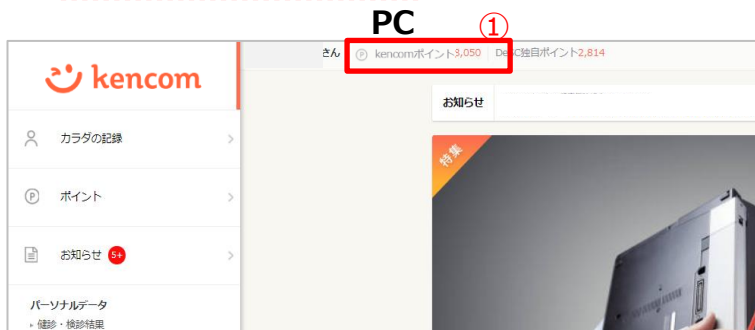 PC
①
さん kencomポイント3,050 DeSC独自ポイント2,814
kencom
お知らせ
カラダの記録
特集
ポイント
お知らせ 5+
パーソナルデータ
健診・検診結果